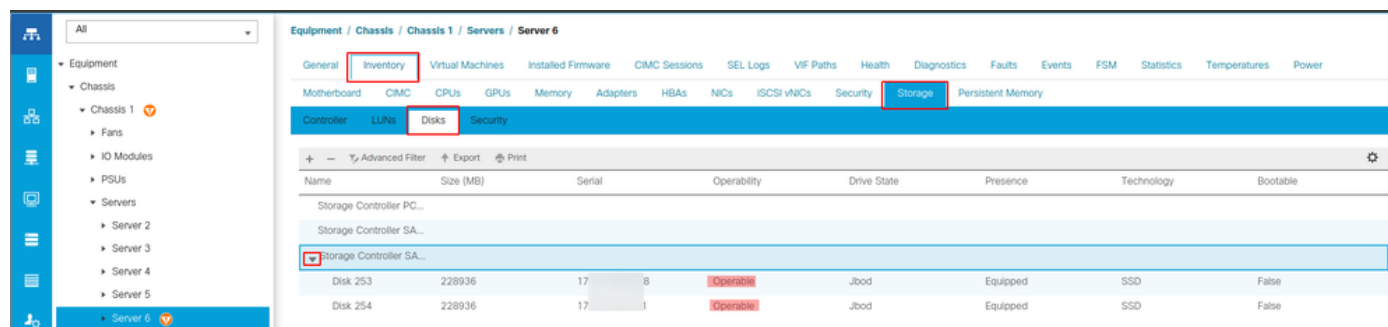 All
Equipment / Chassis / Chassis 1 / Servers / Server 6
Equipment
Chassis
Chassis 1
Fans
IO Modules
PSUs
Servers
Server 2
Server 3
Server 4
Server 5
Server 6
General Inventory Virtual Machines Installed Firmware CIMC Sessions SEL Logs VIF Paths Health Diagnostics Faults Events FSM Statistics Temperatures Power
Motherboard CIMC CPUs GPUs Memory Adapters HBAs NICs iSCSI vNICs Security Storage Persistent Memory
Controller LUNs Disks Security
+ − Advanced Filter Export Print
Name Size (MB) Serial Operability Drive State Presence Technology Bootable
Storage Controller PC...
Storage Controller SA...
Storage Controller SA...
Disk 253 228936 17 8 Operable Jbod Equipped SSD False
Disk 254 228936 17 1 Operable Jbod Equipped SSD False